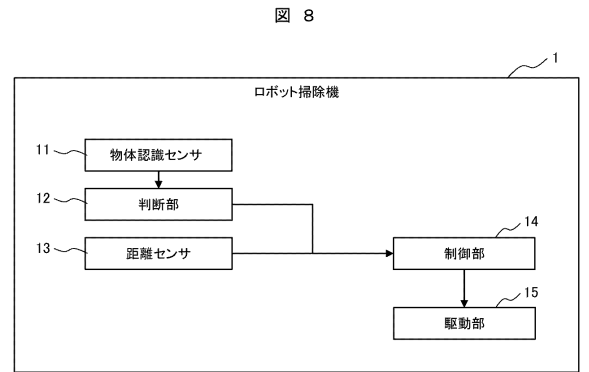 図 8
1
ロボット掃除機
11
物体認識センサ
12
判断部
13
距離センサ
14
制御部
15
駆動部